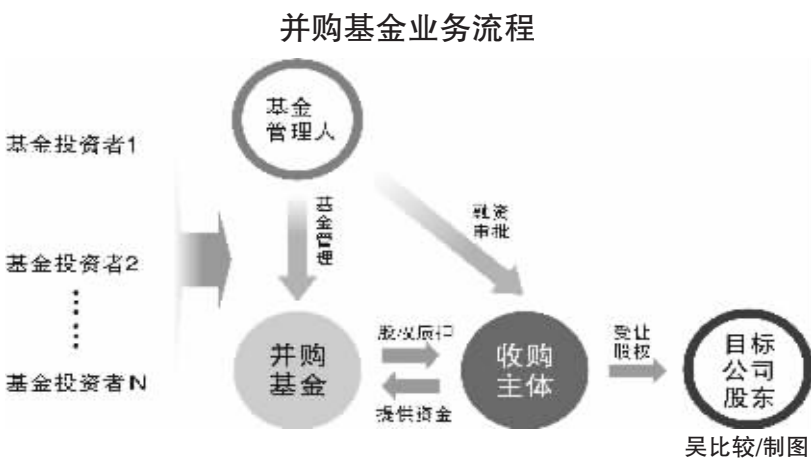 并购基金业务流程
基金
管理人
基金投资者1
基金管理
融资
审批
基金投资者2
基金投资者N
并购
基金
股权质押
提供资金
收购
主体
受让
股权
目标
公司
股东
吴比较/制图